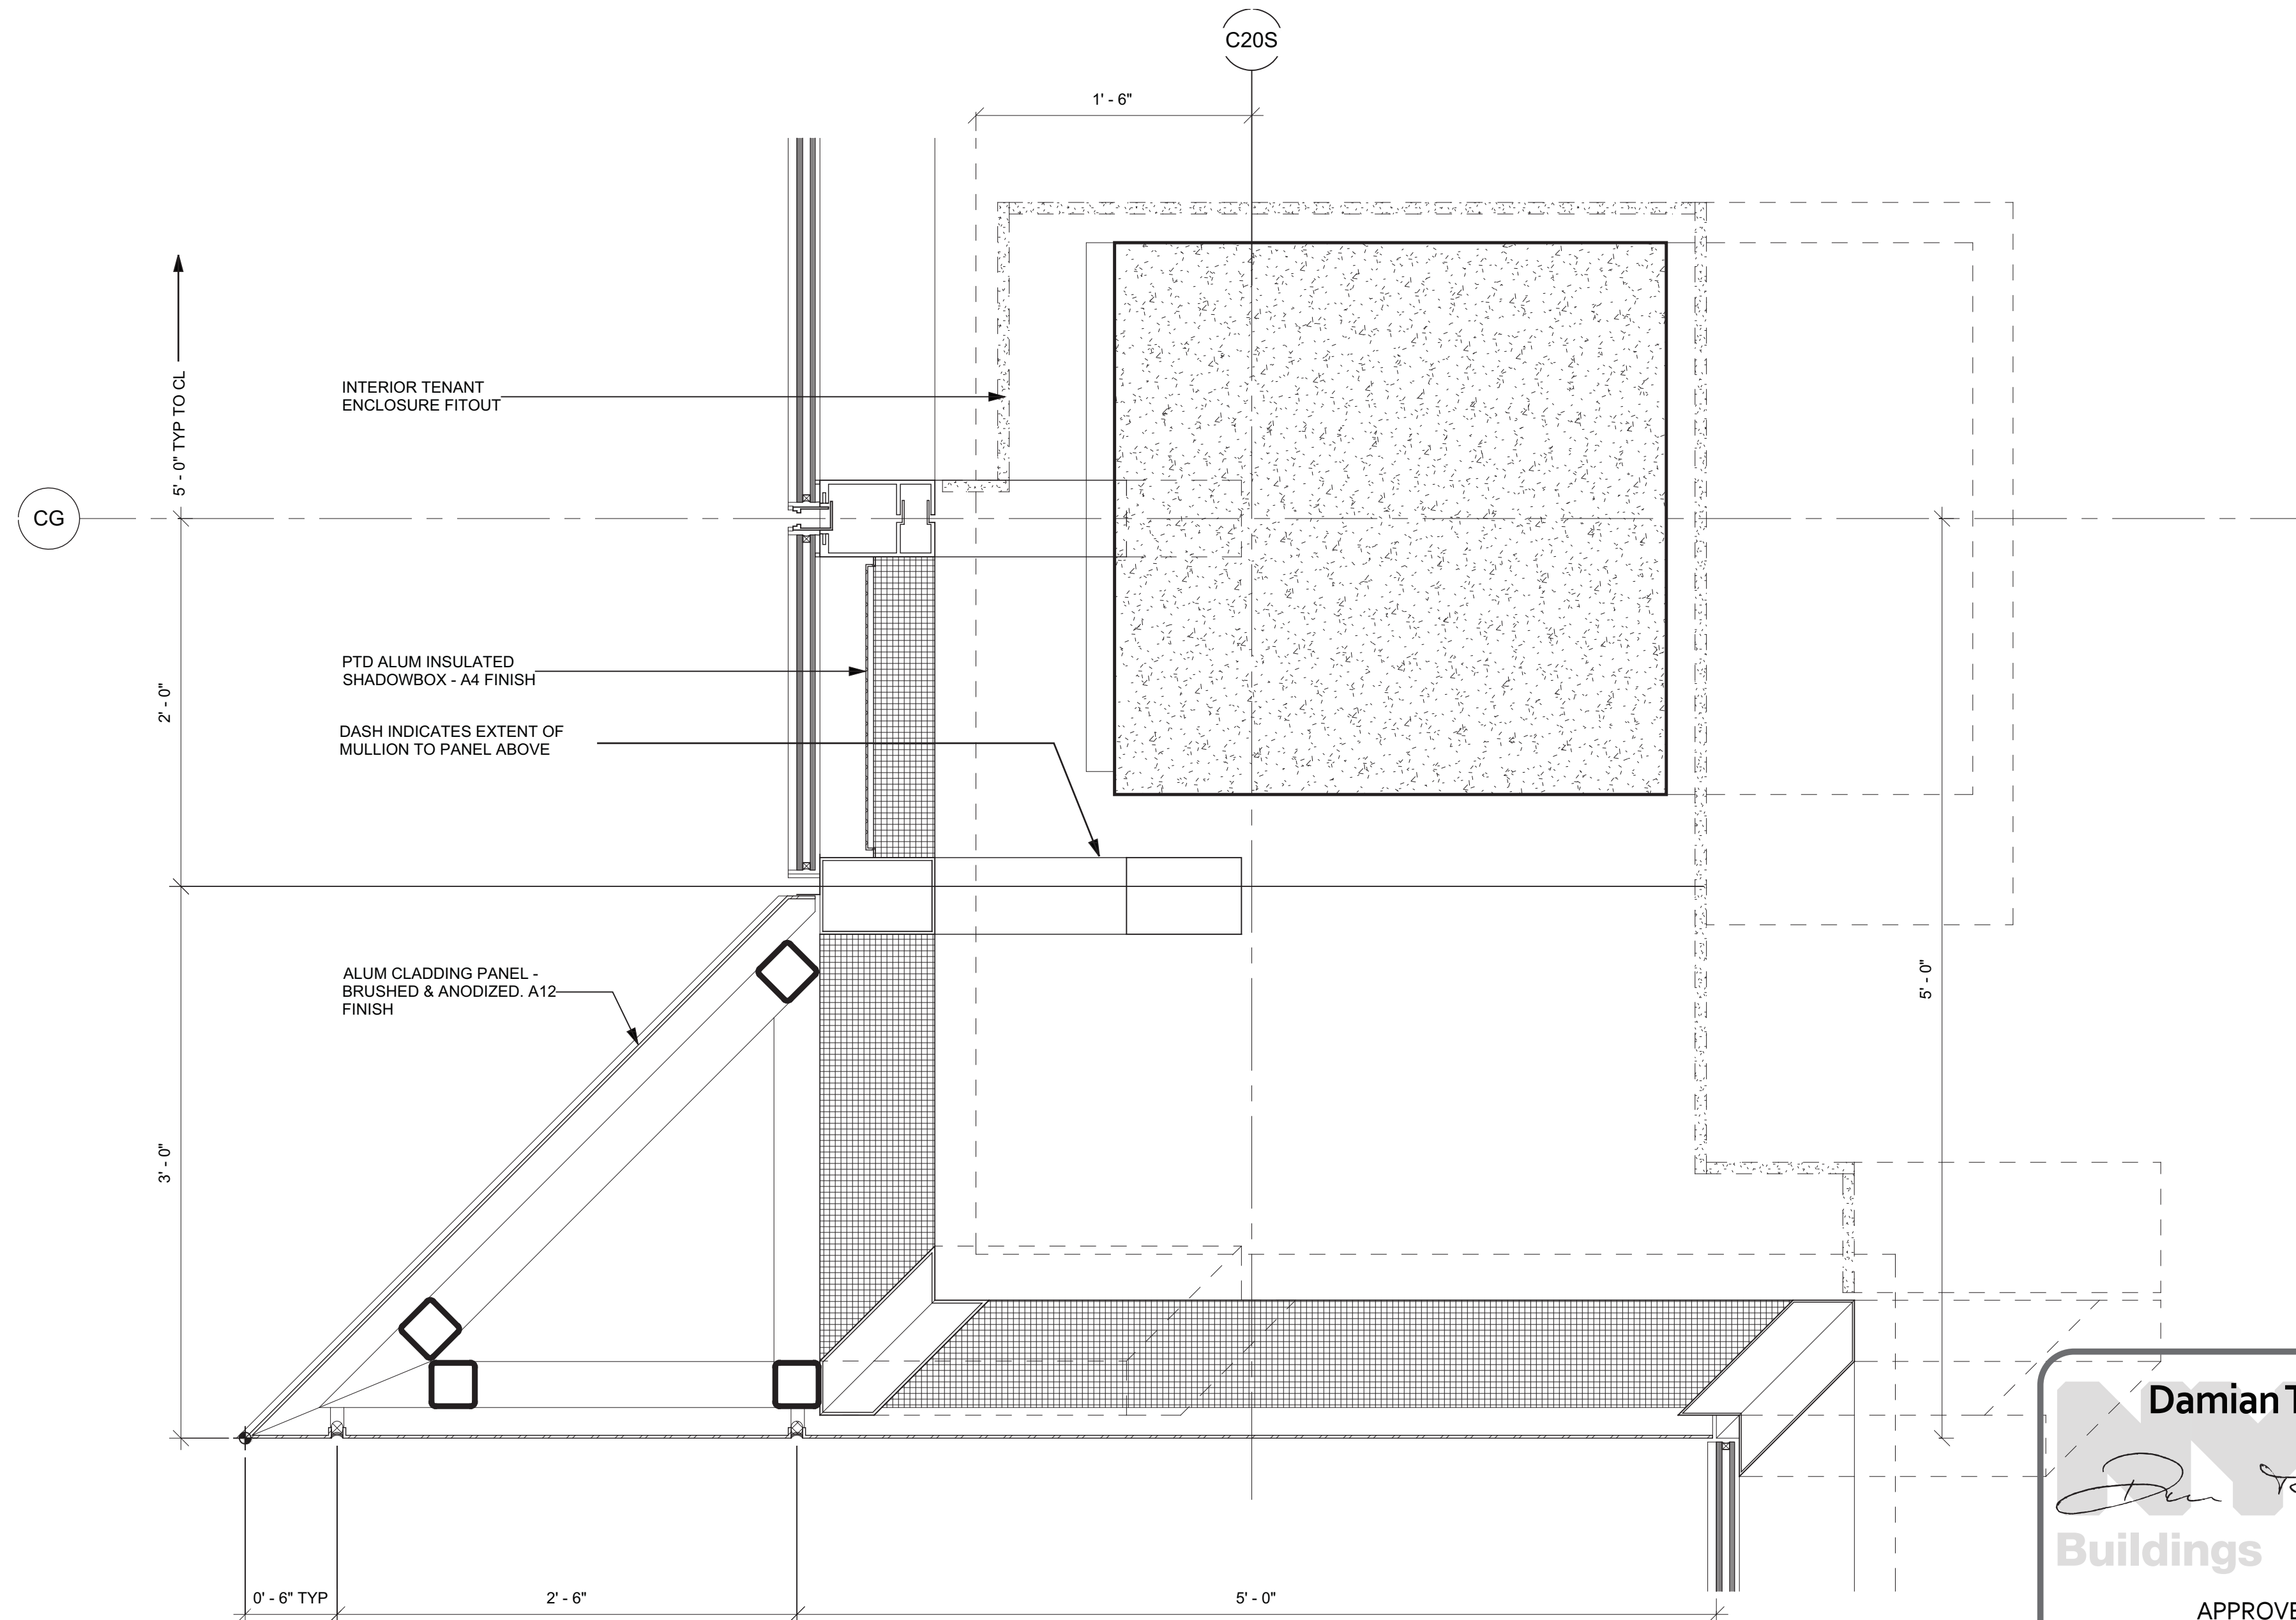 C20S
1' - 6"
5' - 0" TYP TO CL
INTERIOR TENANT
ENCLOSURE FITOUT
CG
PTD ALUM INSULATED
SHADOWBOX - A4 FINISH
2' - 0"
DASH INDICATES EXTENT OF
MULLION TO PANEL ABOVE
ALUM CLADDING PANEL -
BRUSHED & ANODIZED. A12
FINISH
5' - 0"
3' - 0"
Damian T
NY
Buildings
0' - 6" TYP
2' - 6"
5' - 0"
APPROVE